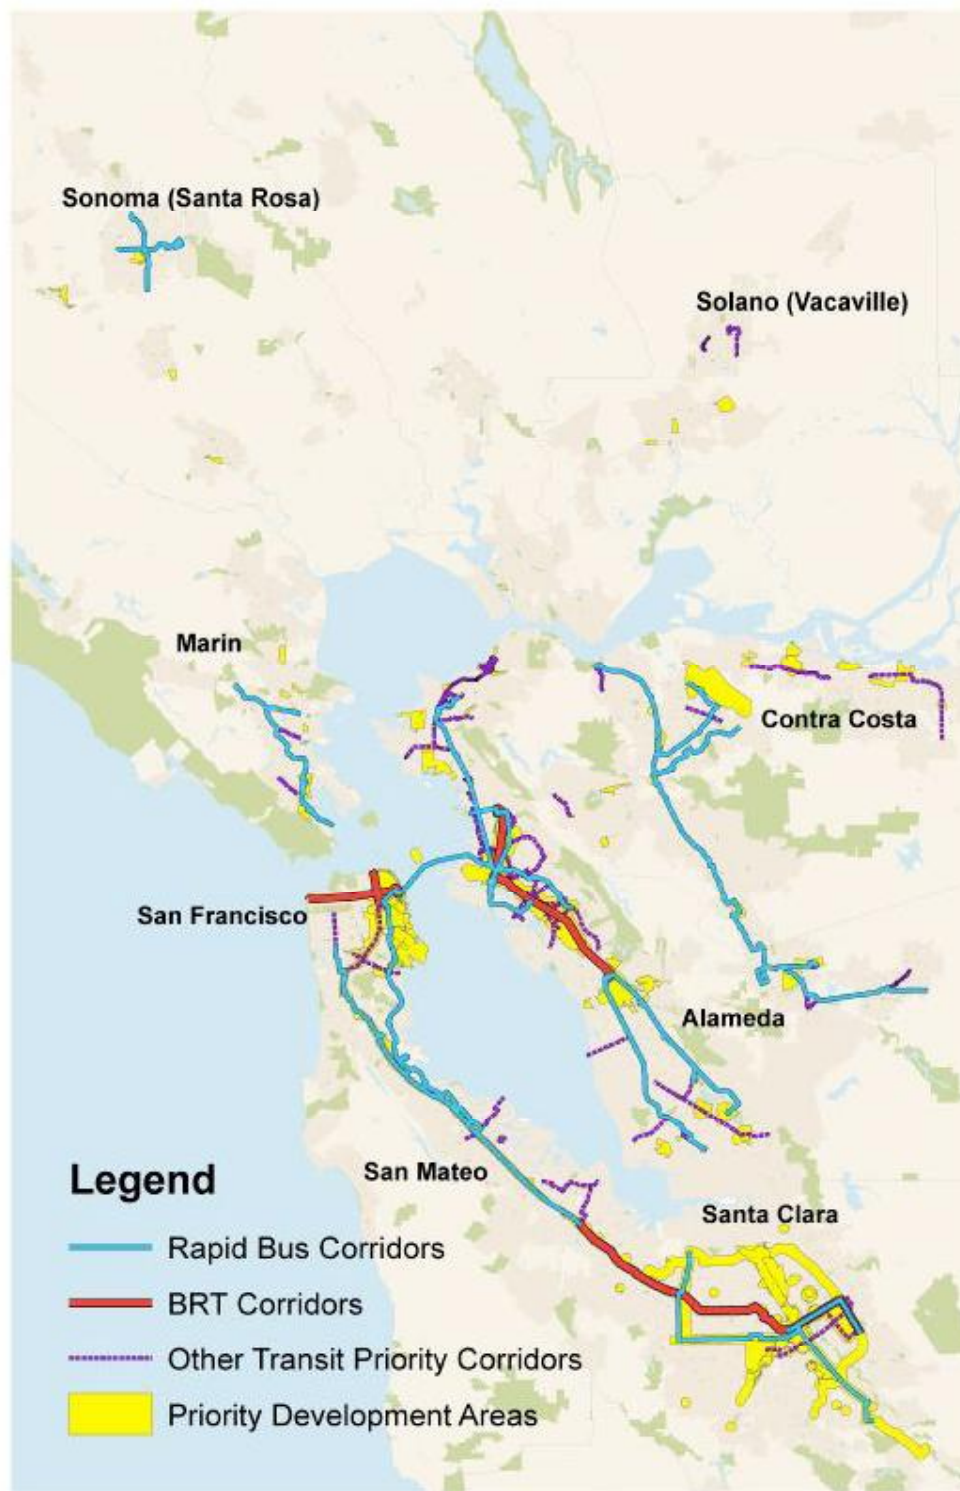 Sonoma (Santa Rosa)
Solano (Vacaville)
Marin
Contra Costa
San Francisco
Alameda
San Mateo
Santa Clara
Legend
Rapid Bus Corridors
BRT Corridors
Other Transit Priority Corridors
Priority Development Areas